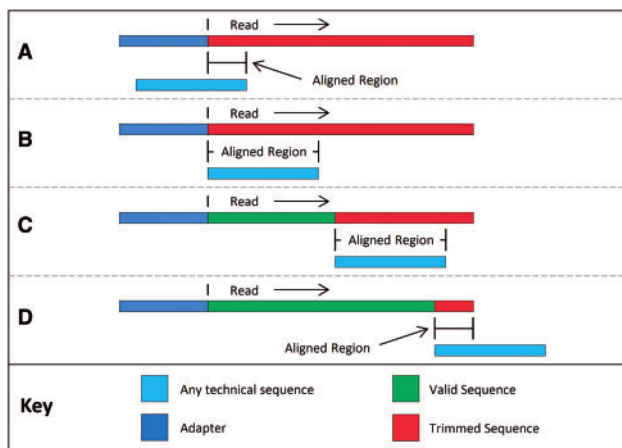 Read
A
Aligned Region
Read
B
Aligned Region
Read
C
Aligned Region
Read
D
Aligned Region
Key
Any technical sequence
Valid Sequence
Adapter
Trimmed Sequence